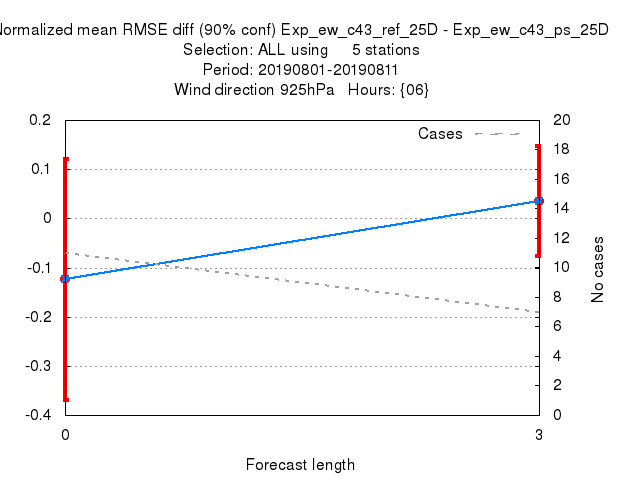 Normalized mean RMSE diff (90% conf) Exp_ew_c43_ref_25D - Exp_ew_c43_ps_25D
Selection: ALL using 5 stations
Period: 20190801-20190811
Wind direction 925hPa Hours: {06}
Cases
0.2
0.1
0
-0.1
-0.2
-0.3
-0.4
20
18
16
14
12
10
8
6
4
2
0
No cases
0
3
Forecast length